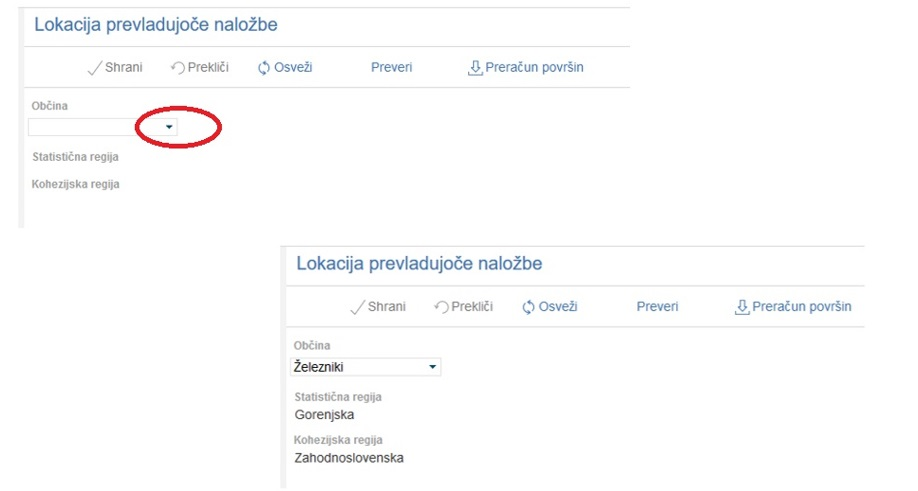 Lokacija prevladujoče naložbe
Shrani Prekliči Osveži Preveri Preračun površin
Občina
Statistična regija
Kohezijska regija
Lokacija prevladujoče naložbe
Shrani Prekliči Osveži Preveri Preračun površin
Občina
Železniki
Statistična regija
Gorenjska
Kohezijska regija
Zahodnoslovenska